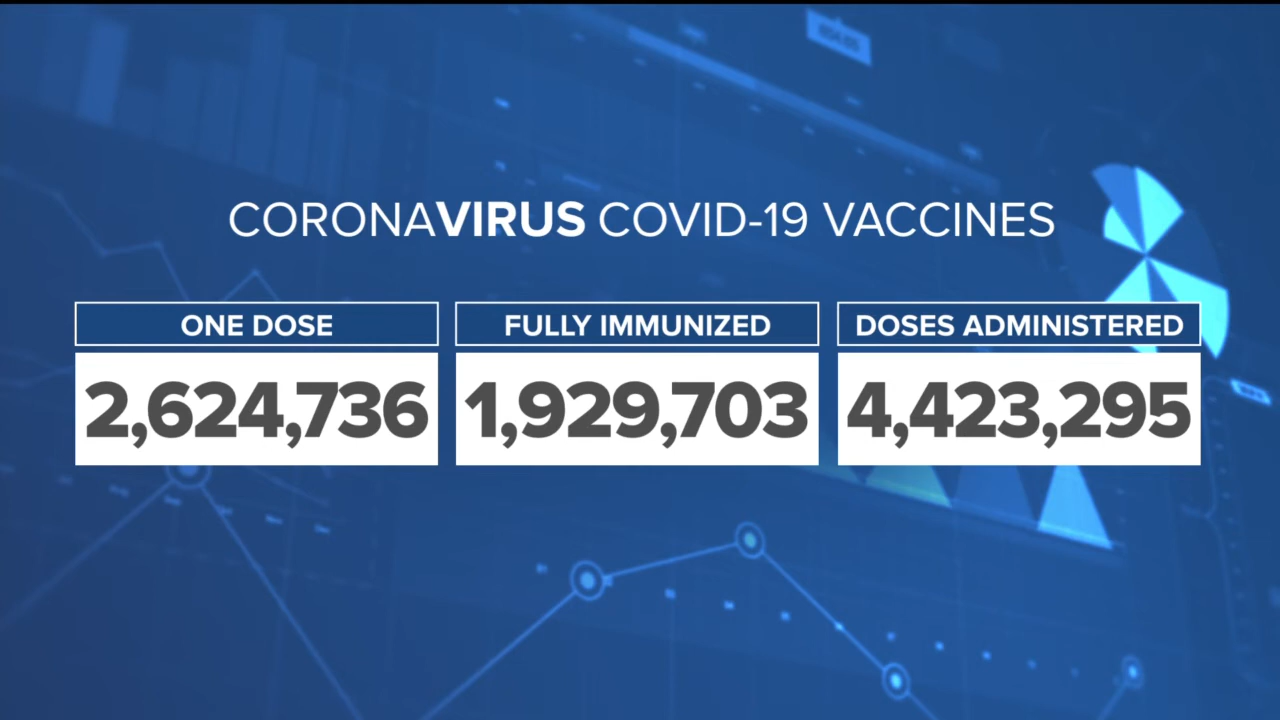 CORONAVIRUS COVID-19 VACCINES
ONE DOSE
FULLY IMMUNIZED
DOSES ADMINISTERED
2,624,736
1,929,703
4,423,295